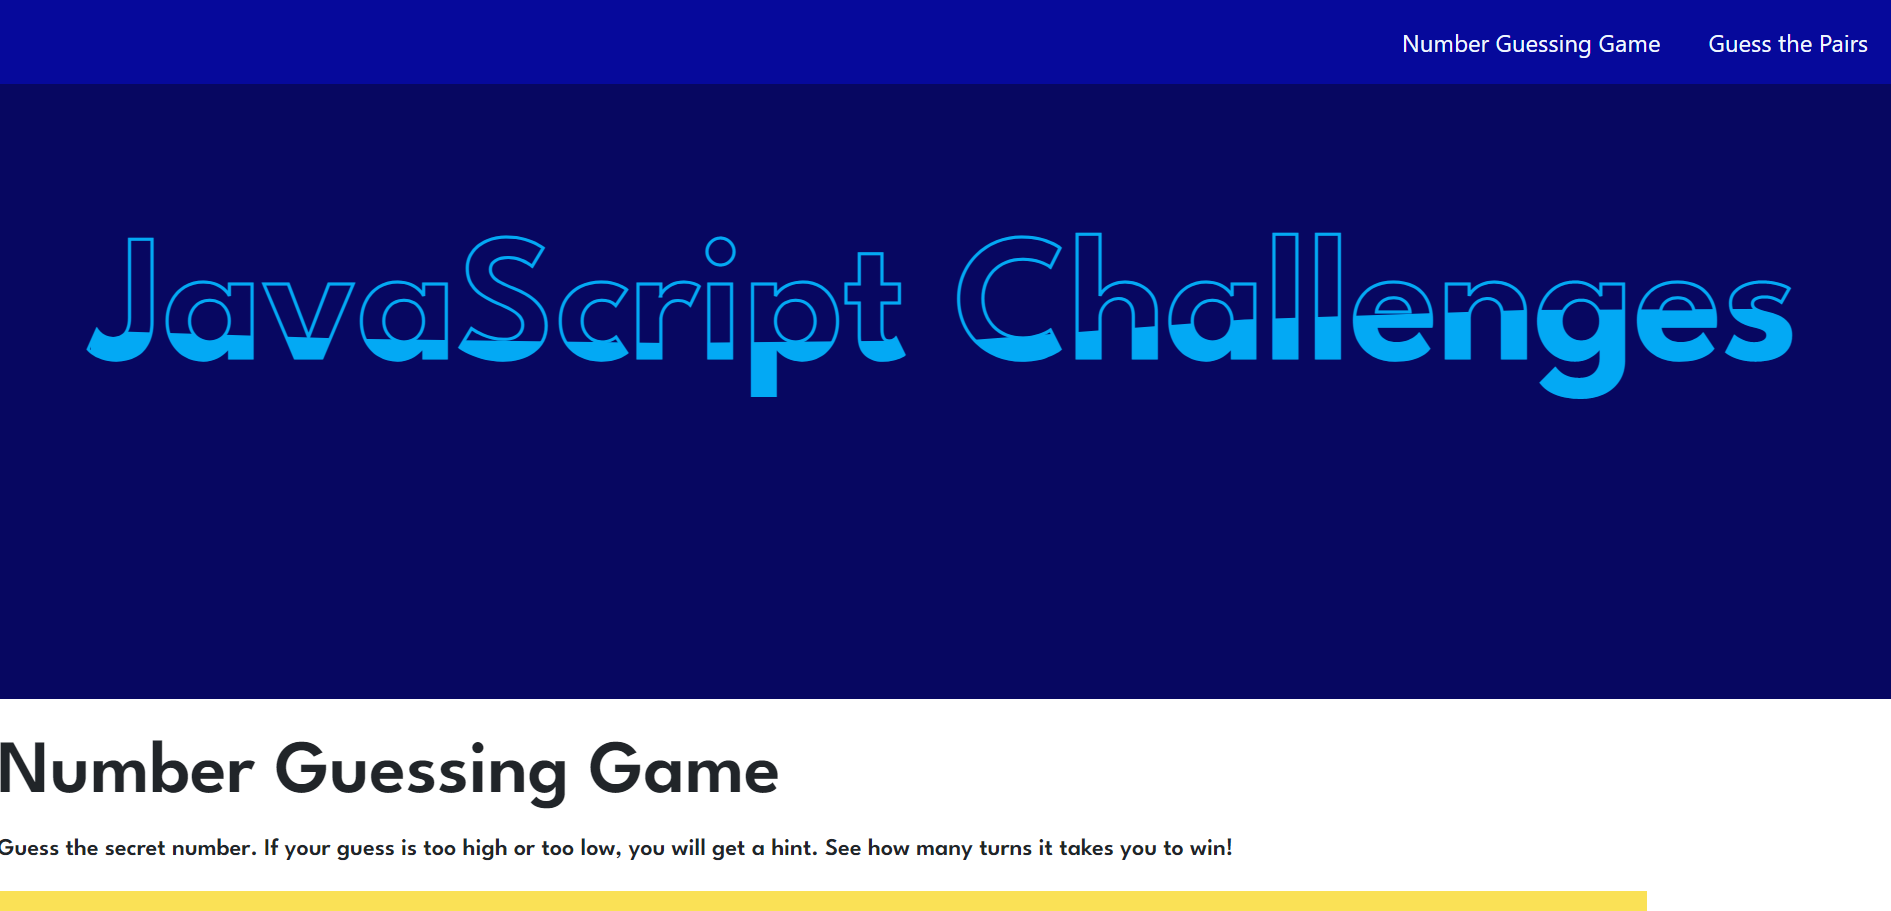 Number Guessing Game Guess the Pairs
JavaScript Challenges
Number Guessing Game
Guess the secret number. If your guess is too high or too low, you will get a hint. See how many turns it takes you to win!